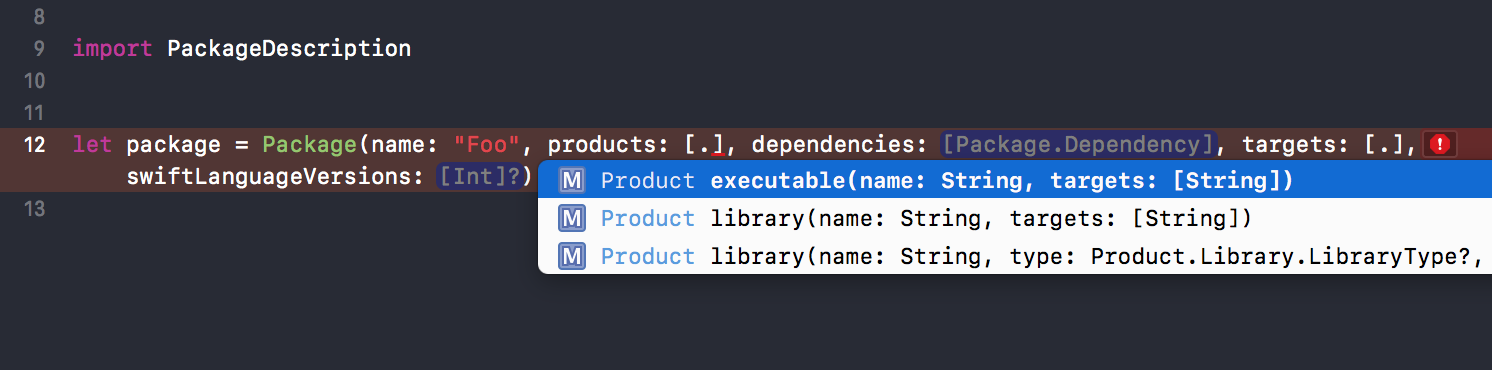 8
9 import PackageDescription
10
11
12 let package = Package(name: "Foo", products: [.], dependencies: [Package.Dependency], targets: [.],
swiftLanguageVersions: [Int]?)
M Product executable(name: String, targets: [String])
13
M Product library(name: String, targets: [String])
M Product library(name: String, type: Product.Library.LibraryType?,